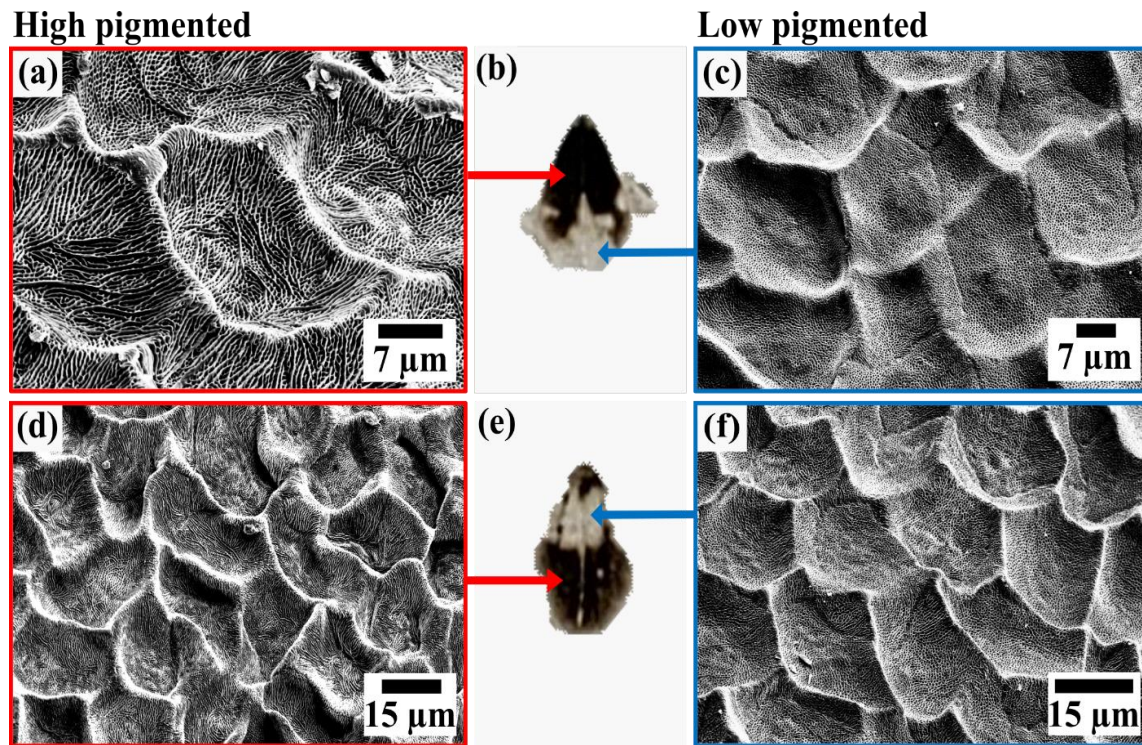 High pigmented
Low pigmented
(a)
(b)
(c)
7 µm
7 µm
(d)
(e)
(f)
15 µm
15 µm